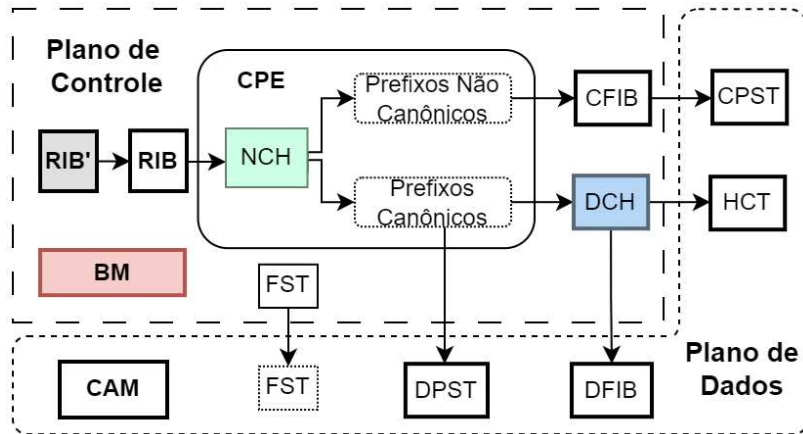 Plano de
Controle
CPE
Prefixos Não
Canônicos
CFIB
CPST
RIB'
RIB
NCH
Prefixos
Canônicos
DCH
HCT
BM
FST
CAM
FST
DPST
DFIB
Plano de
Dados